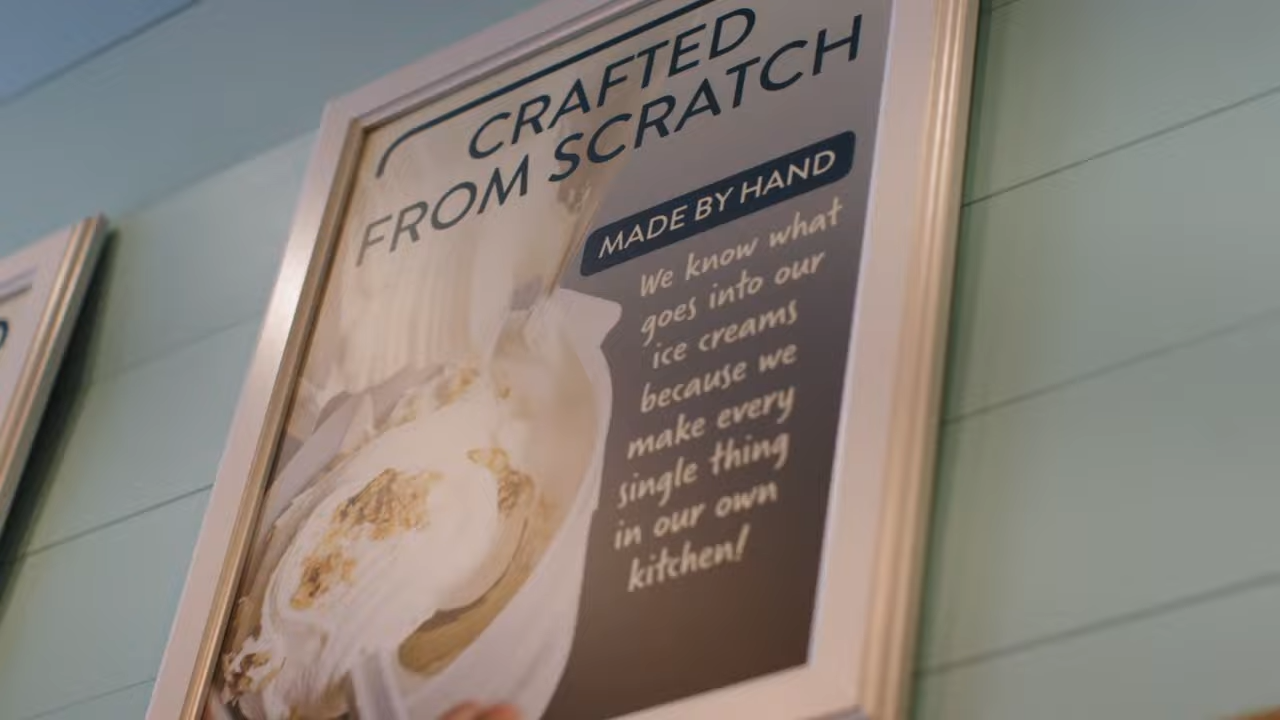 CRAFTED
FROM SCRATCH
MADE BY HAND
We know what
goes into our
ice creams
because we
make every
single thing
in our own
kitchen!